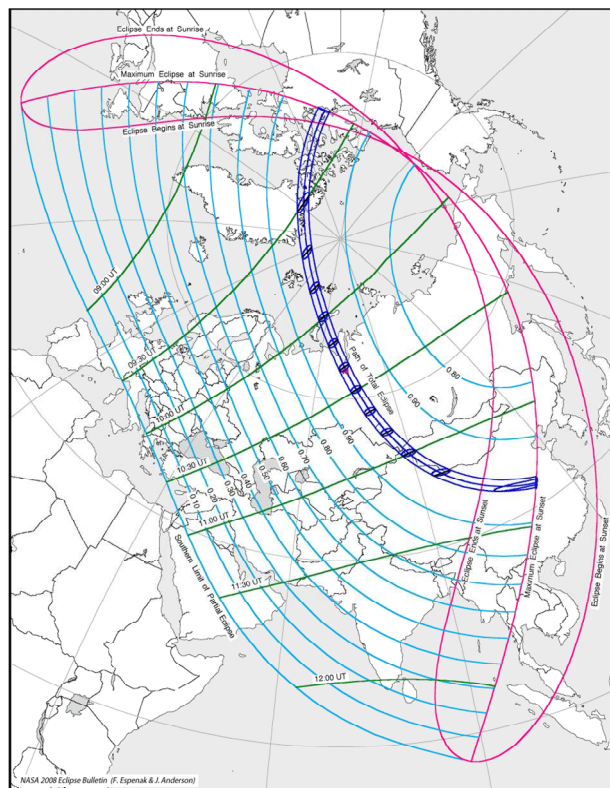 Eclipse Ends at Sunrise
Maximum Eclipse at Sunrise
Eclipse Begins at Sunrise
09:00 UT
09:30 UT
10:00 UT
Path of Total Eclipse
0.80
0.90
10:30 UT
0.10
0.20
0.30
0.40
0.50
0.60
0.70
0.80
0.90
11:00 UT
11:30 UT
Southern Limit of Partial Eclipse
Eclipse Ends at Sunset
Maximum Eclipse at Sunset
Eclipse Begins at Sunset
12:00 UT
NASA 2008 Eclipse Bulletin (F. Espenak & J. Anderson)